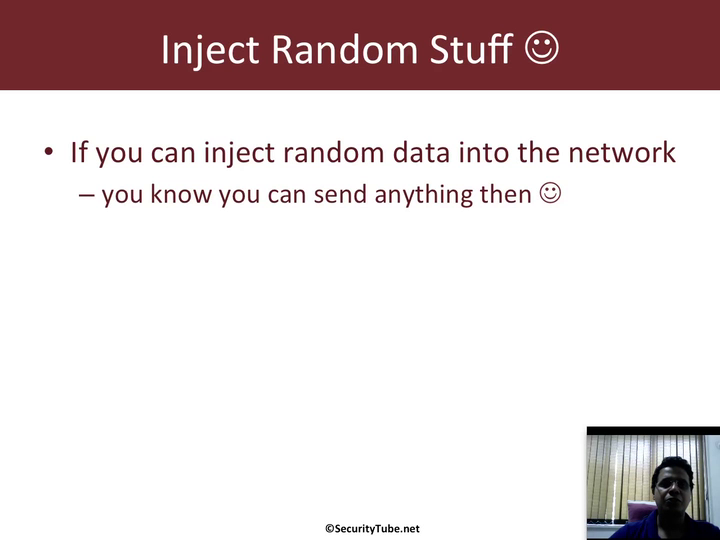 Inject Random Stuff ☺
• If you can inject random data into the network
– you know you can send anything then ☺
©SecurityTube.net